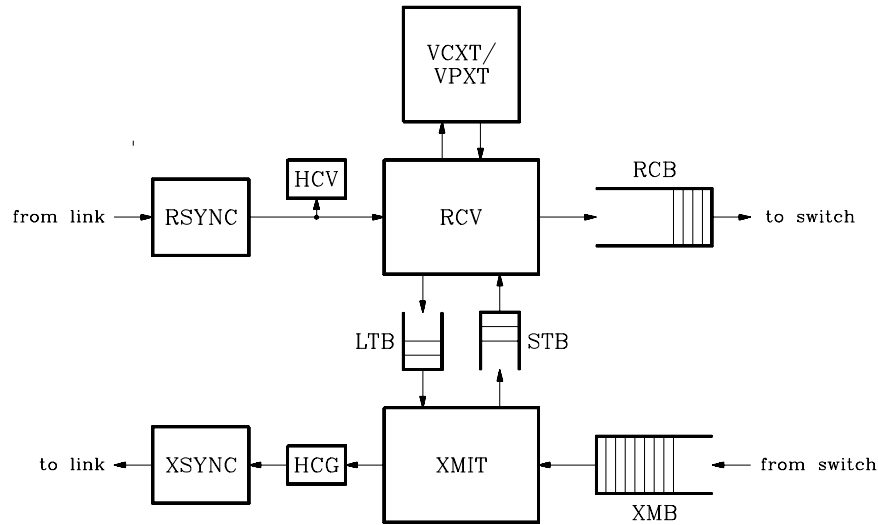 VCXT/
VPXT
RCB
HCV
from link
RSYNC
RCV
to switch
LTB
STB
to link
XSYNC
HCG
XMIT
from switch
XMB